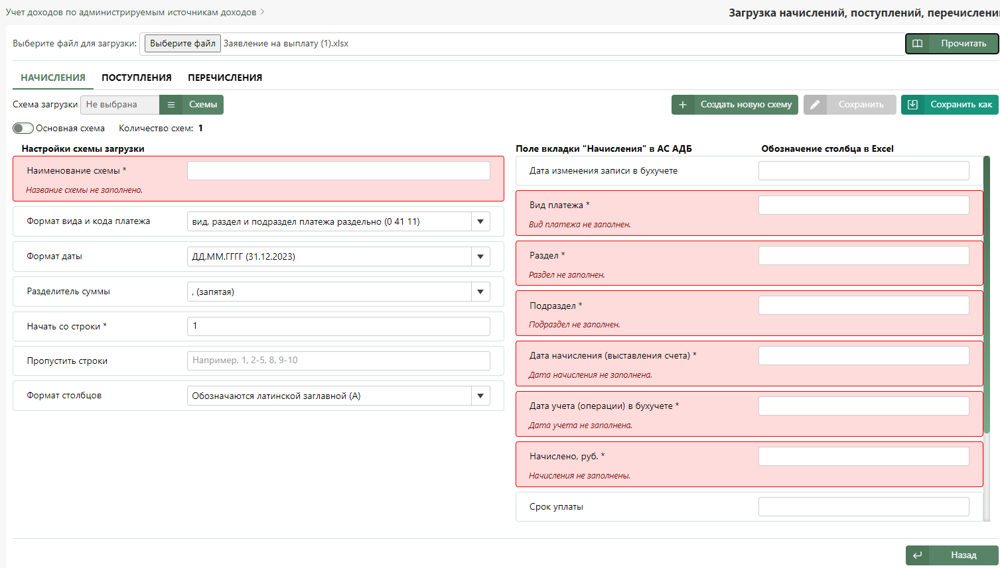 Учет доходов по администрируемым источникам доходов >
Загрузка начислений, поступлений, перечислений
Выберите файл для загрузки: Выберите файл Заявление на выплату (1).xlsx Прочитать
НАЧИСЛЕНИЯ ПОСТУПЛЕНИЯ ПЕРЕЧИСЛЕНИЯ
Схема загрузки Не выбрана Схемы Создать новую схему Сохранить Сохранить как
Основная схема Количество схем: 1
Настройки схемы загрузки
Наименование схемы *
Название схемы не заполнено.
Формат вида и кода платежа вид, раздел и подраздел платежа раздельно (0 41 11)
Формат даты ДД.ММ.ГГГГ (31.12.2023)
Разделитель суммы , (запятая)
Начать со строки * 1
Пропустить строки Например, 1, 2-5, 8, 9-10
Формат столбцов Обозначаются латинской заглавной (A)
Поле вкладки "Начисления" в АС АДБ Обозначение столбца в Excel
Дата изменения записи в бухучете
Вид платежа *
Вид платежа не заполнен.
Раздел *
Раздел не заполнен.
Подраздел *
Подраздел не заполнен.
Дата начисления (выставления счета) *
Дата начисления не заполнена.
Дата учета (операции) в бухучете *
Дата учета не заполнена.
Начислено, руб. *
Начисления не заполнены.
Срок уплаты
Назад